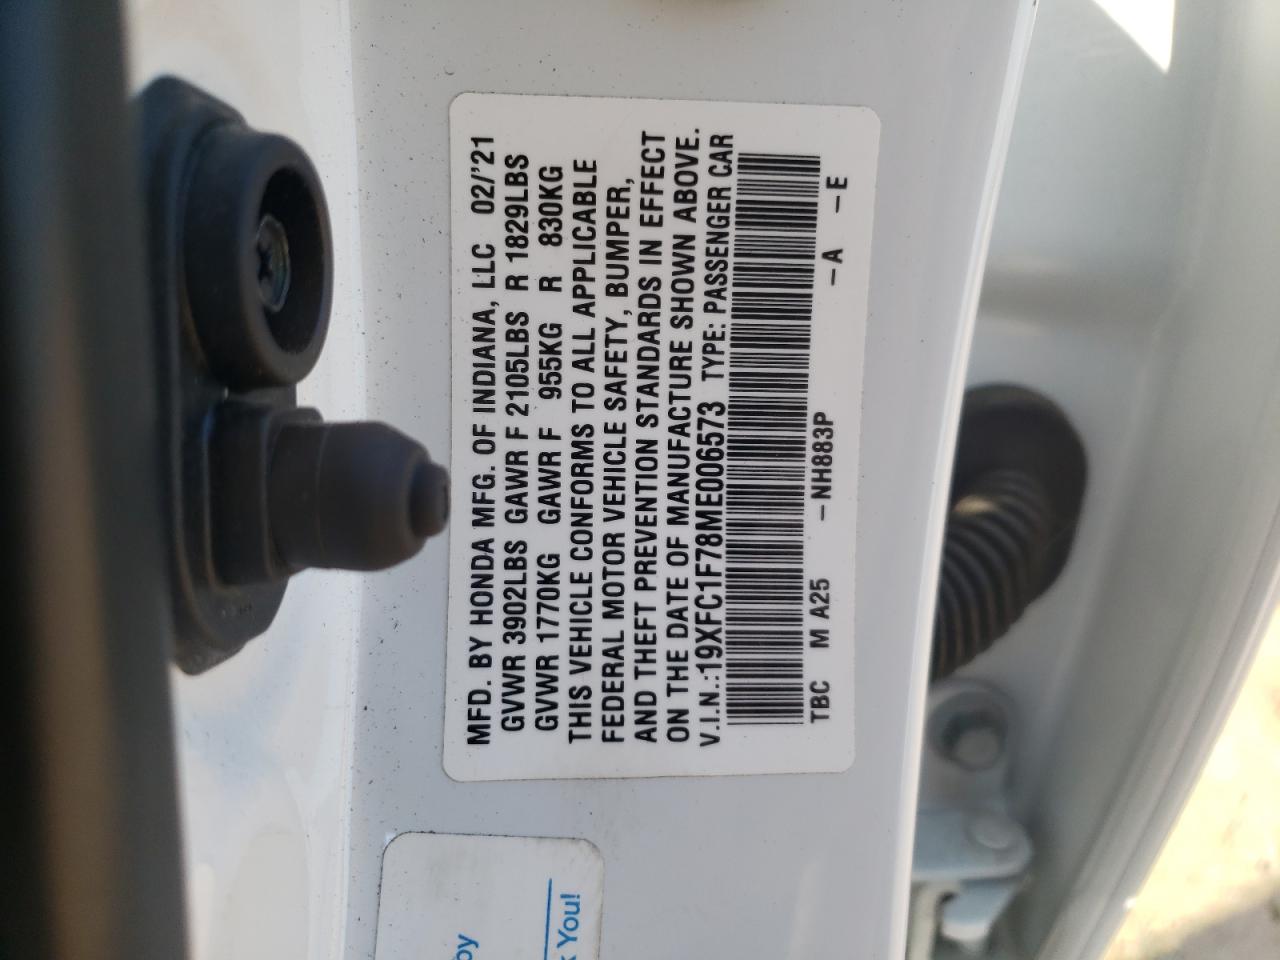 MFD. BY HONDA MFG. OF INDIANA, LLC 02/'21
GVWR 3902LBS GAWR F 2105LBS R 1829LBS
GVWR 1770KG GAWR F 955KG R 830KG
THIS VEHICLE CONFORMS TO ALL APPLICABLE
FEDERAL MOTOR VEHICLE SAFETY, BUMPER,
AND THEFT PREVENTION STANDARDS IN EFFECT
ON THE DATE OF MANUFACTURE SHOWN ABOVE.
V.I.N.:19XFC1F78ME006573 TYPE: PASSENGER CAR
TBC M A25 -NH883P -A -E
by
You!